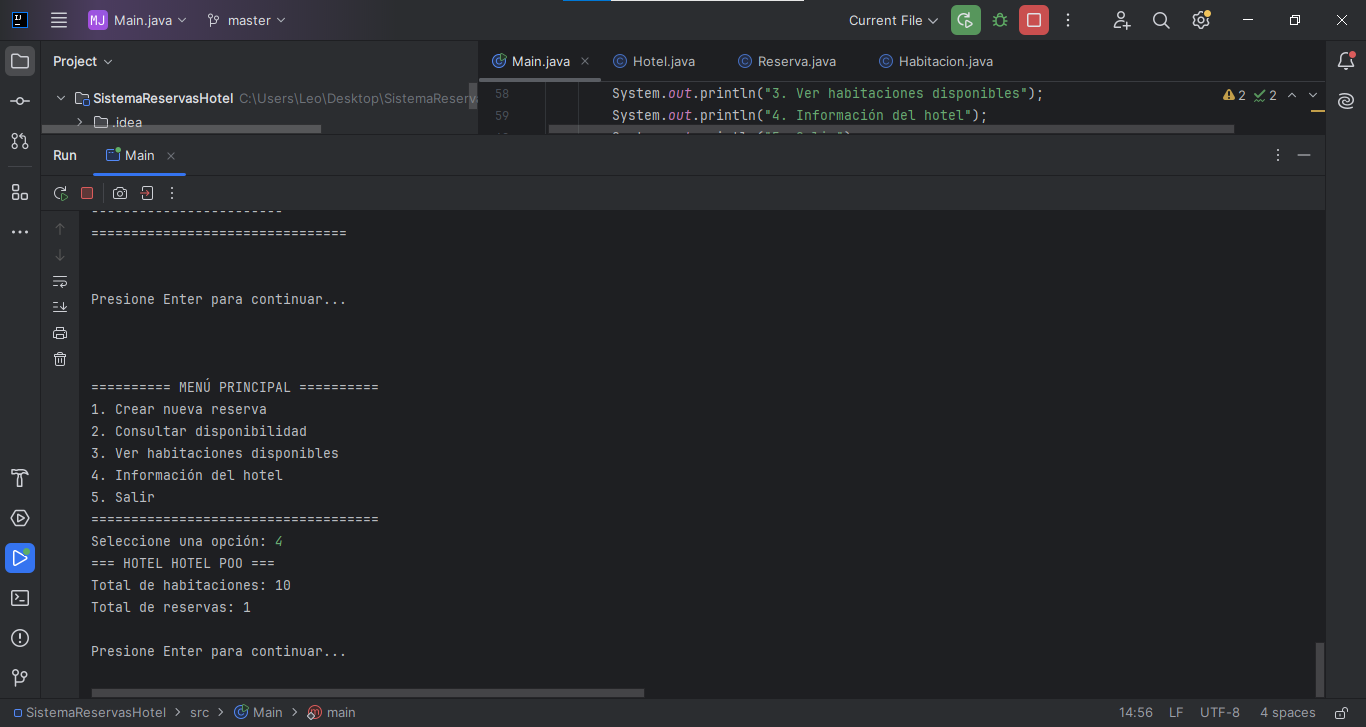 MJ Main.java master Current File
Project
Main.java Hotel.java Reserva.java Habitacion.java
SistemaReservasHotel C:\Users\Leo\Desktop\SistemaReserv
.idea
58 System.out.println("3. Ver habitaciones disponibles");
59 System.out.println("4. Información del hotel");
2 2
Run Main
================================
Presione Enter para continuar...
========== MENÚ PRINCIPAL ==========
1. Crear nueva reserva
2. Consultar disponibilidad
3. Ver habitaciones disponibles
4. Información del hotel
5. Salir
====================================
Seleccione una opción: 4
=== HOTEL HOTEL POO ===
Total de habitaciones: 10
Total de reservas: 1
Presione Enter para continuar...
SistemaReservasHotel > src > Main > main
14:56 LF UTF-8 4 spaces